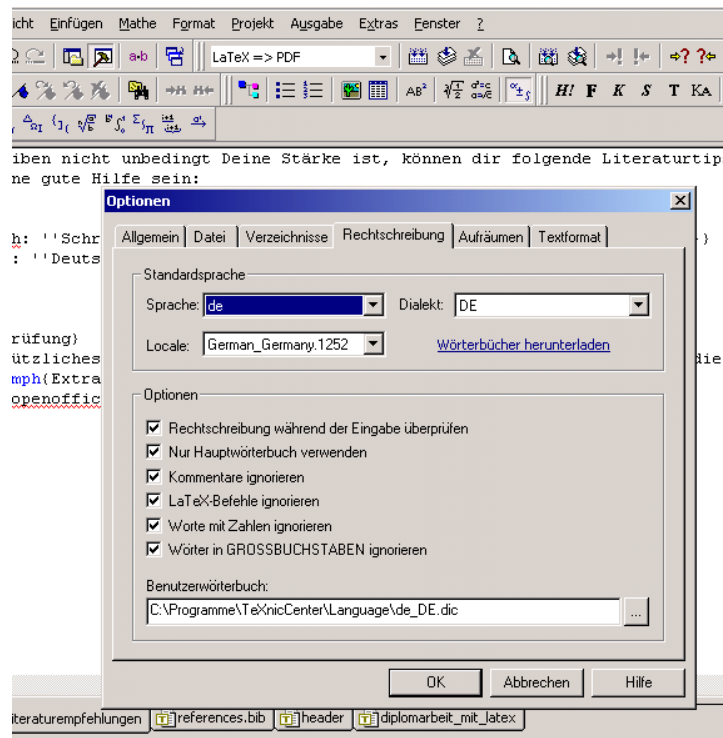 icht Einfügen Mathe Format Projekt Ausgabe Extras Fenster ?
a•b LaTeX => PDF
AB² H! F K S T KA
iben nicht unbedingt Deine Stärke ist, können dir folgende Literaturtip
ne gute Hilfe sein:
Optionen
h: ''Schr
Allgemein Datei Verzeichnisse Rechtschreibung Aufräumen Textformat
}
: ''Deuts
Standardsprache
Sprache: de Dialekt: DE
rüfung}
Locale: German_Germany.1252 Wörterbücher herunterladen
ützliches
die
mph{Extra
openoffic
Optionen
Rechtschreibung während der Eingabe überprüfen
Nur Hauptwörterbuch verwenden
Kommentare ignorieren
LaTeX-Befehle ignorieren
Worte mit Zahlen ignorieren
Wörter in GROSSBUCHSTABEN ignorieren
Benutzerwörterbuch:
C:\Programme\TeXnicCenter\Language\de_DE.dic
...
OK Abbrechen Hilfe
iteraturempfehlungen references.bib header diplomarbeit_mit_latex